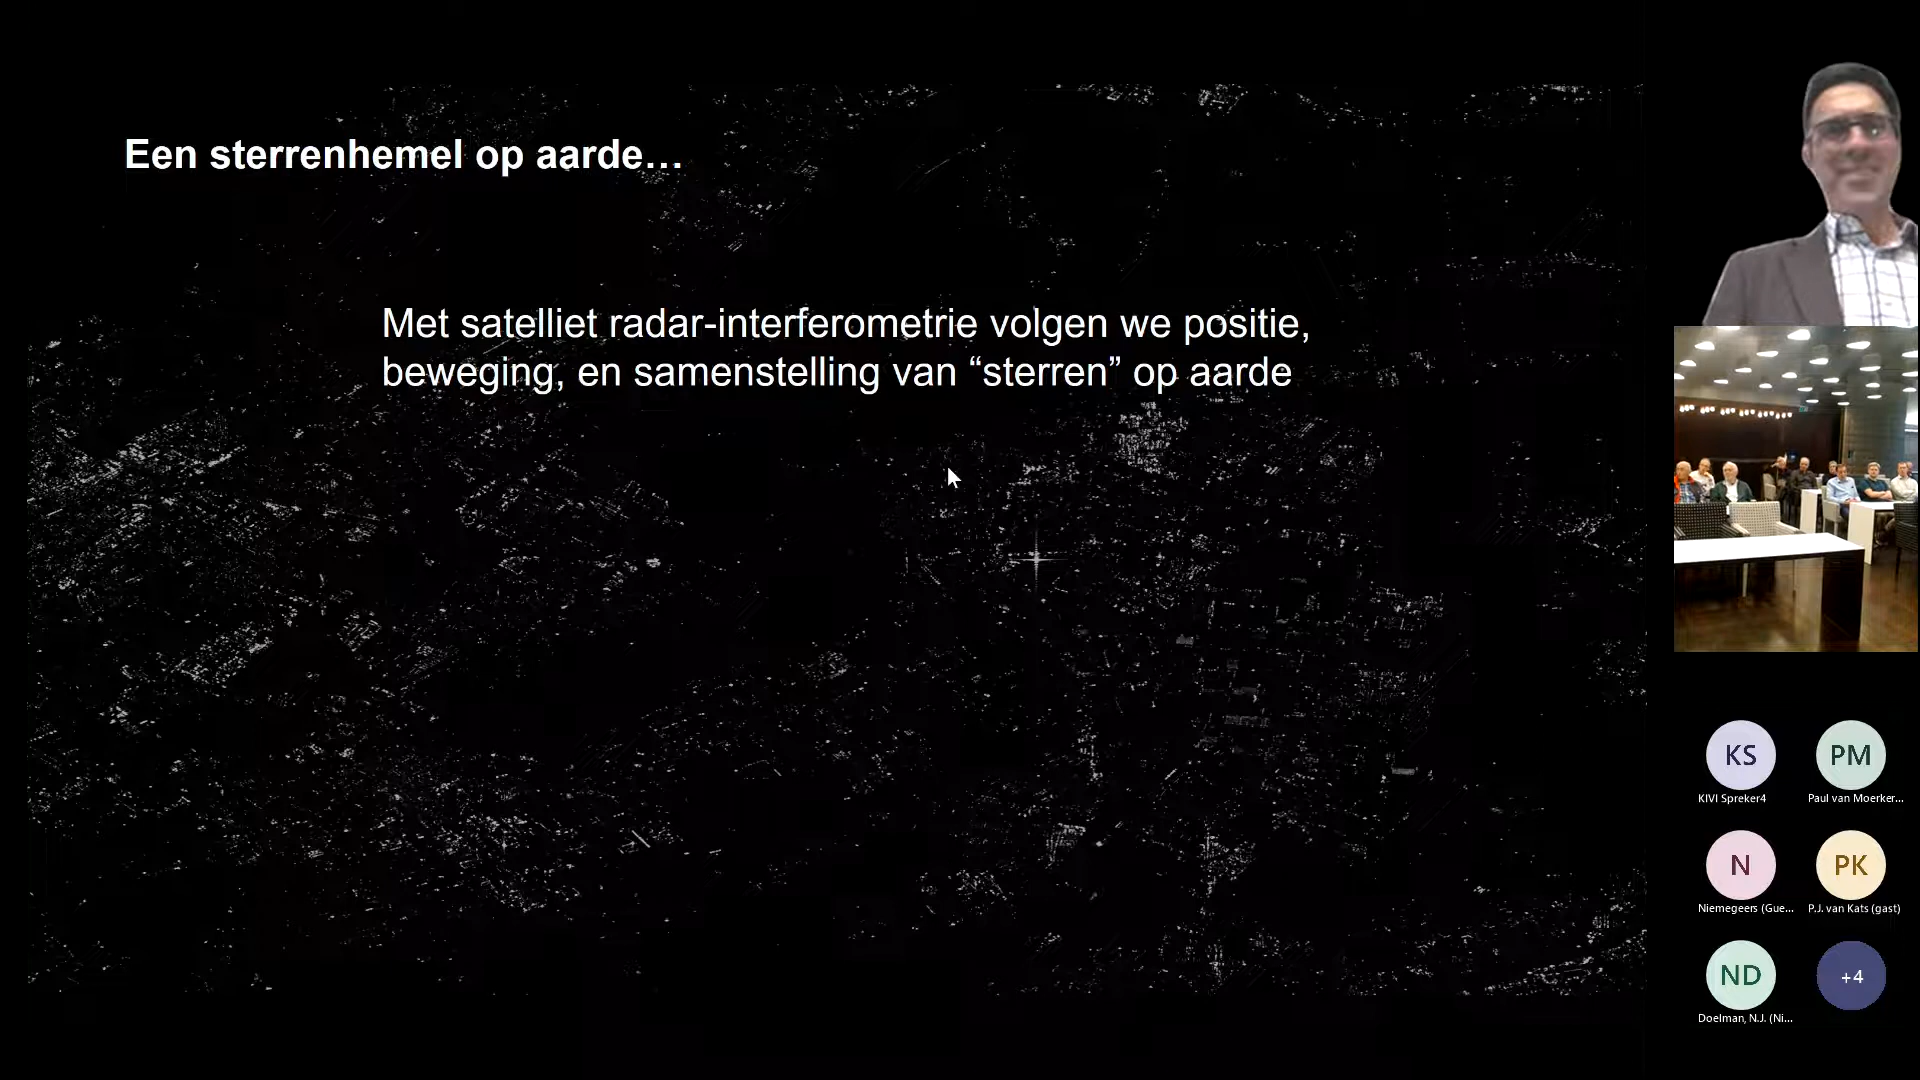 Een sterrenhemel op aarde…
Met satelliet radar-interferometrie volgen we positie,
beweging, en samenstelling van “sterren” op aarde
KS
KIVI Spreker4
PM
Paul van Moerker...
N
Niemegeers (Gue...
PK
P.J. van Kats (gast)
ND
Doelman, N.J. (Ni...
+4